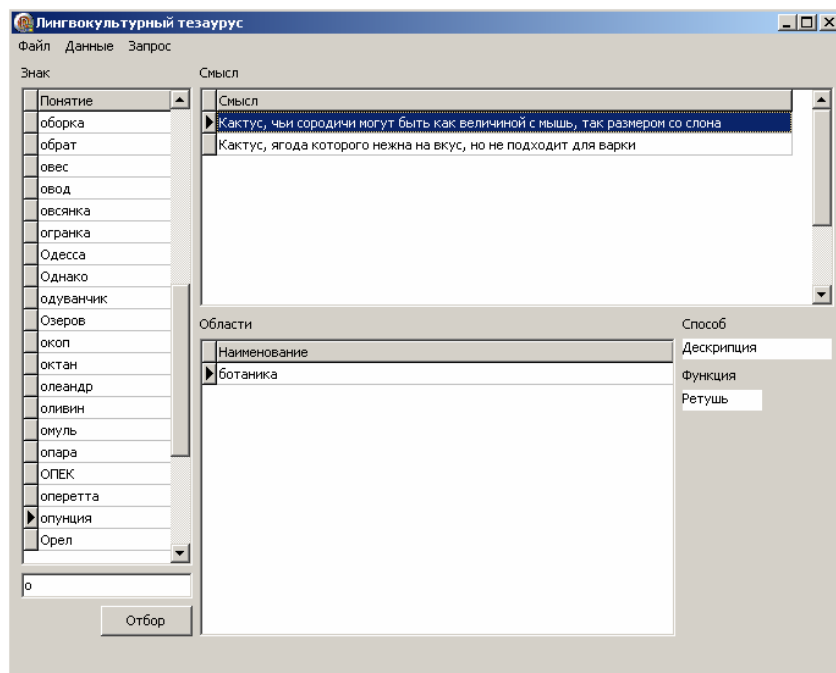 Лингвокультурный тезаурус
Файл Данные Запрос
Знак
Понятие
оборка
обрат
овес
овод
овсянка
огранка
Одесса
Однако
одуванчик
Озеров
окоп
октан
олеандр
оливин
омуль
опара
ОПЕК
оперетта
опунция
Орел
о
Отбор
Смысл
Смысл
Кактус, чьи сородичи могут быть как величиной с мышь, так размером со слона
Кактус, ягода которого нежна на вкус, но не подходит для варки
Области
Наименование
ботаника
Способ
Дескрипция
Функция
Ретушь